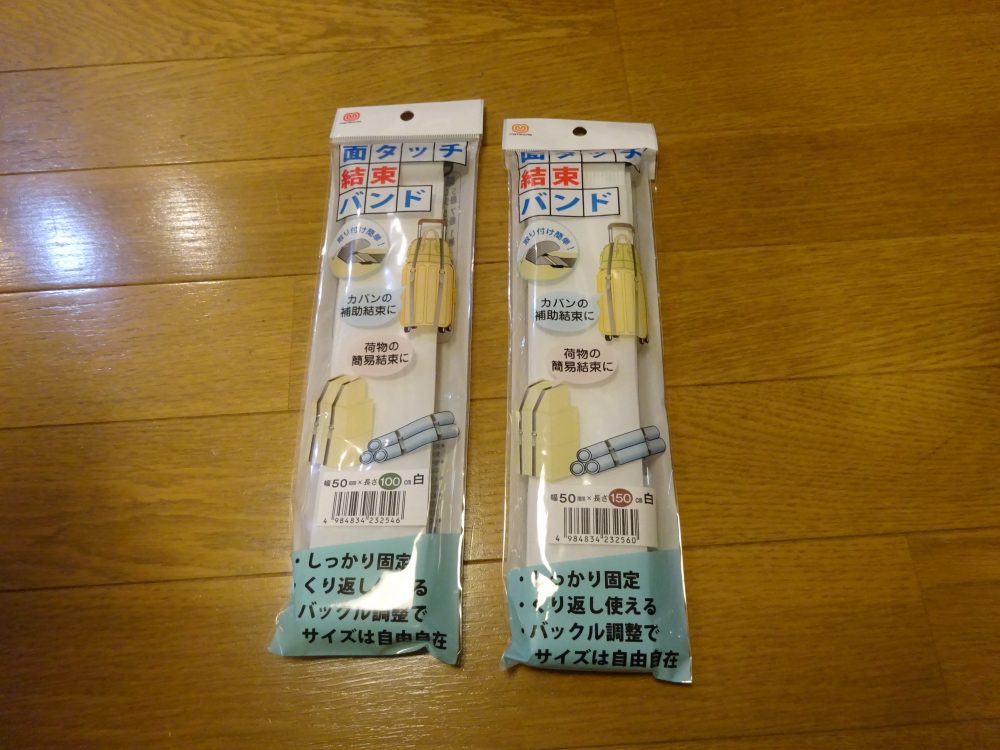 面タッチ
結束
バンド
取り付け簡単!
カバンの
補助結束に
荷物の
簡易結束に
幅50mm×長さ100cm 白
4 984834 232546
・しっかり固定
・くり返し使える
バックル調整で
サイズは自由自在
面タッチ
結束
バンド
取り付け簡単!
カバンの
補助結束に
荷物の
簡易結束に
幅50mm×長さ150cm 白
4 984834 232560
・しっかり固定
・くり返し使える
・バックル調整で
サイズは自由自在